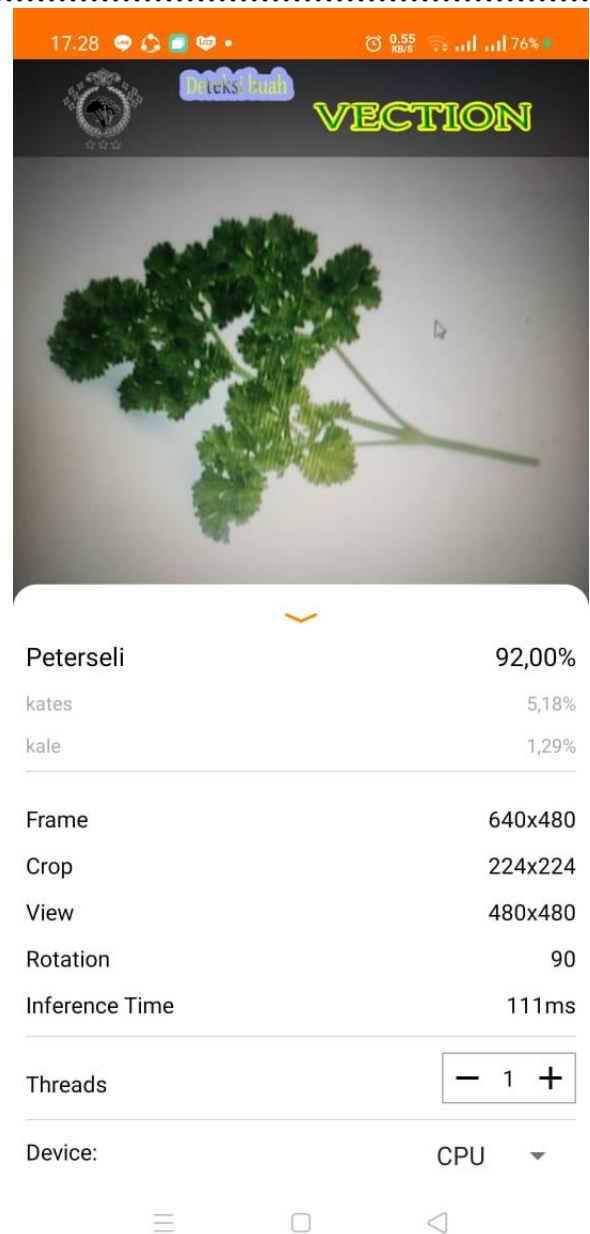 17.28
0.55 KB/S 76%
Deteksi buah
VECTION
Peterseli 92,00%
kates 5,18%
kale 1,29%
Frame 640x480
Crop 224x224
View 480x480
Rotation 90
Inference Time 111ms
Threads 1
Device: CPU